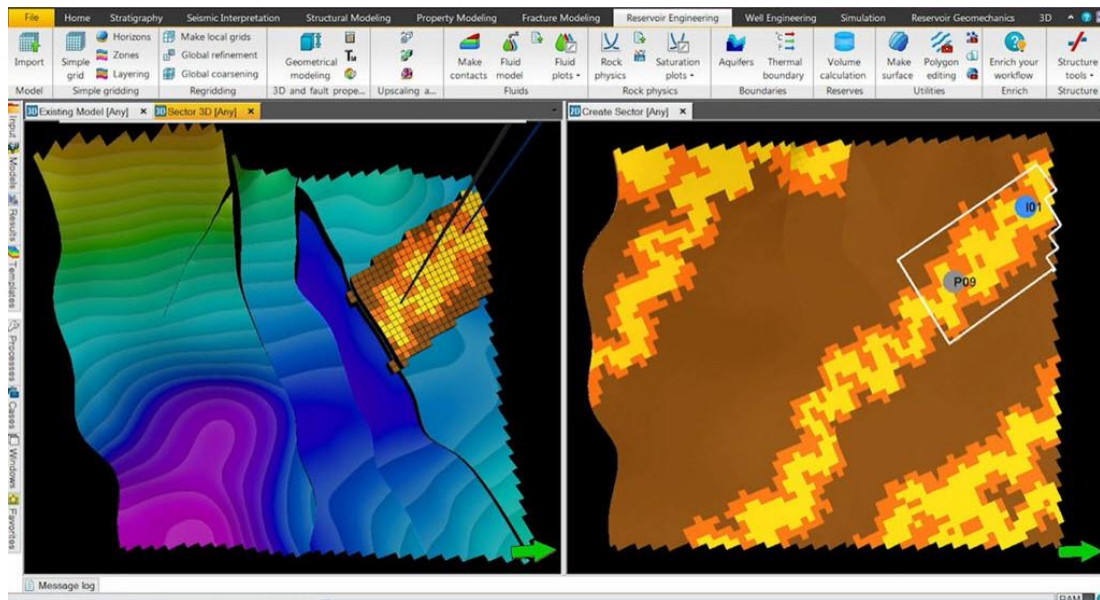 File Home Stratigraphy Seismic Interpretation Structural Modeling Property Modeling Fracture Modeling Reservoir Engineering Well Engineering Simulation Reservoir Geomechanics 3D
Import
Simple grid
Horizons
Zones
Layering
Make local grids
Global refinement
Global coarsening
Geometrical modeling
Make contacts
Fluid model
Fluid plots
Rock physics
Saturation plots
Aquifers
Thermal boundary
Volume calculation
Make surface
Polygon editing
Enrich your workflow
Structure tools
Model Simple gridding Regridding 3D and fault prope... Upscaling a... Fluids Rock physics Boundaries Reserves Utilities Enrich Structure
3D Existing Model [Any] 3D Sector 3D [Any] 2D Create Sector [Any]
Input
Models
Results
Templates
Processes
Cases
Windows
Favorites
I01
P09
Message log
RAM